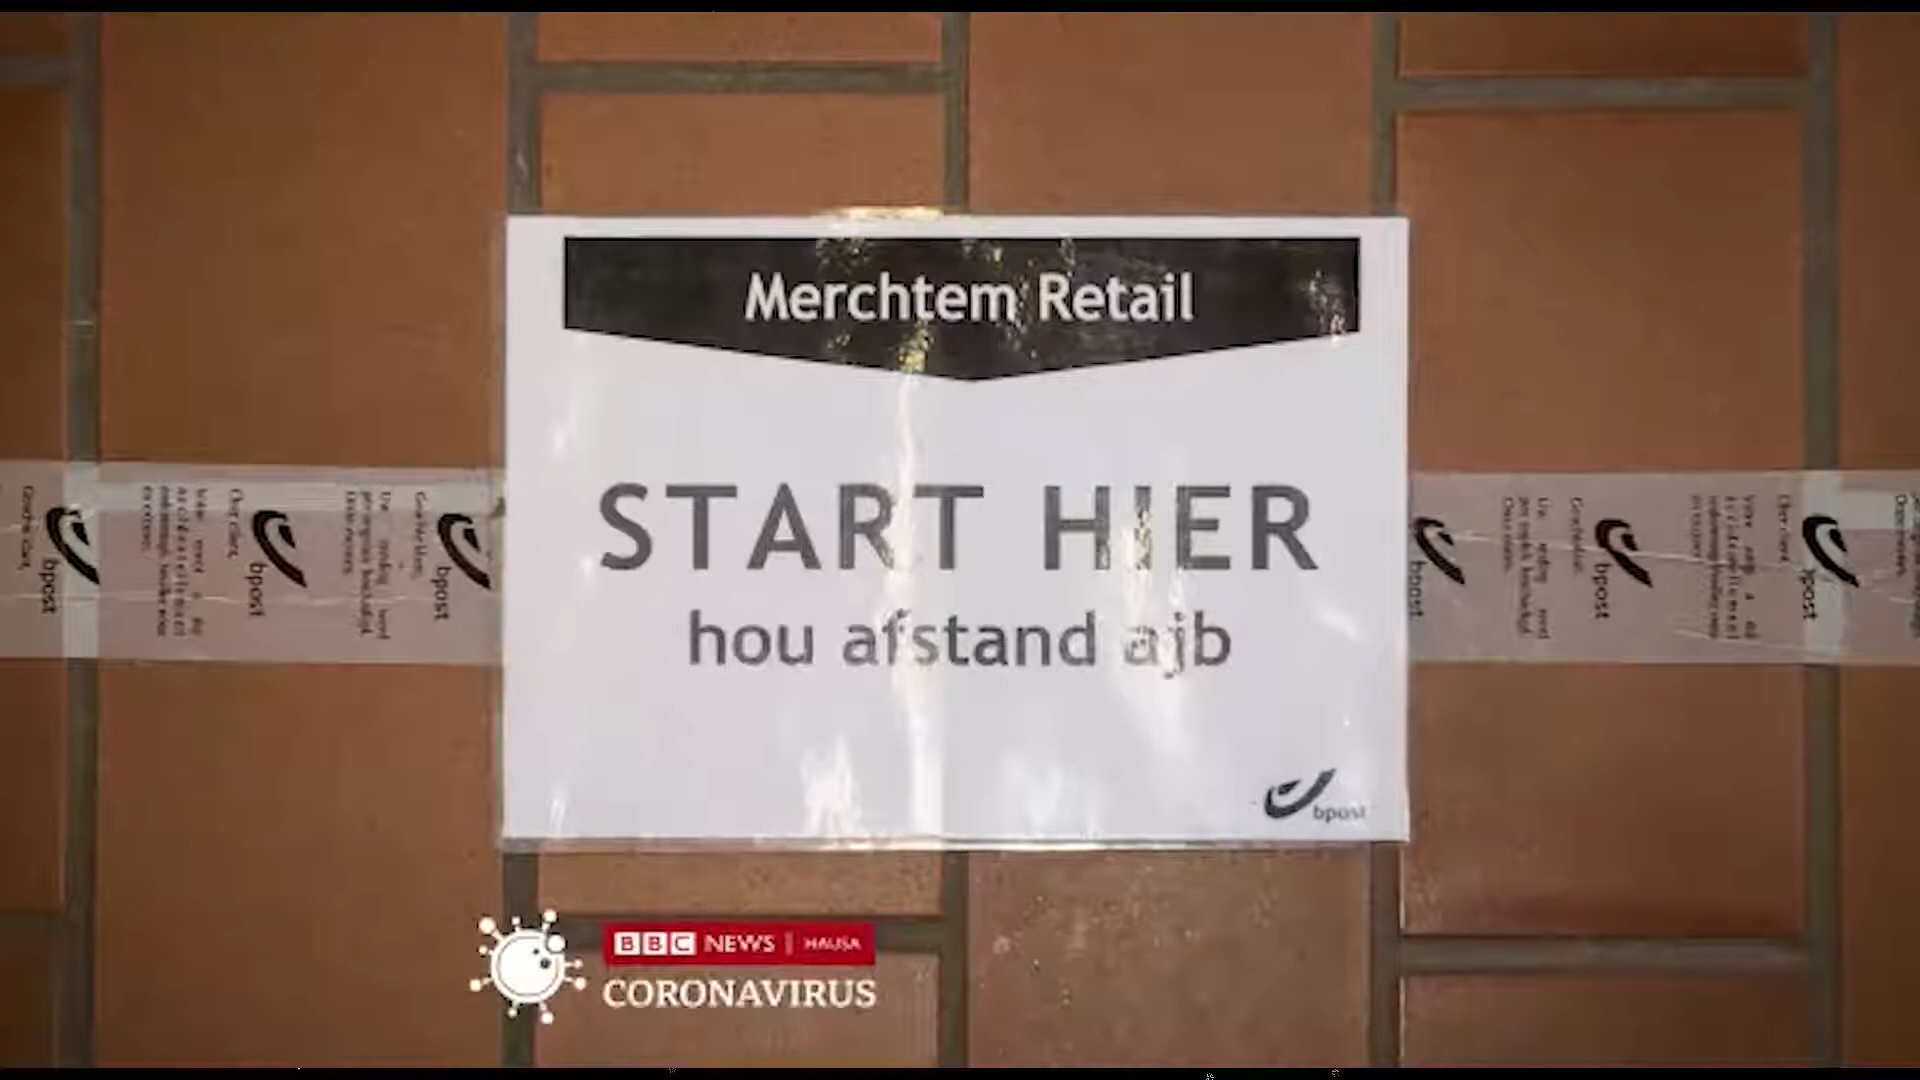 Merchtem Retail
START HIER
hou afstand ajb
bpost
bpost
bpost
bpost
bpost
bpost
bpost
BBC NEWS | HAUSA
CORONAVIRUS